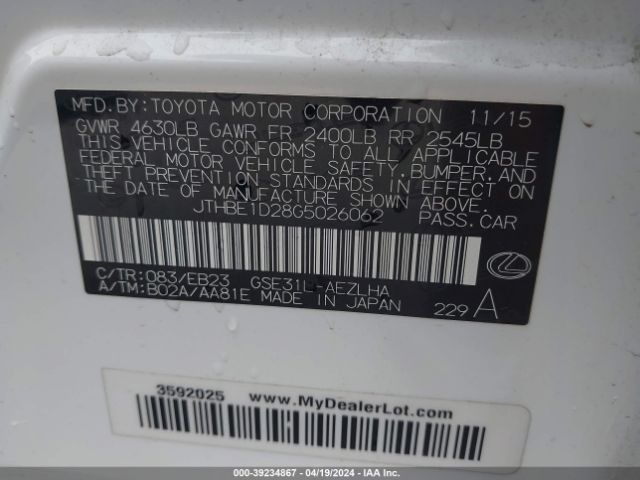 MFD.BY:TOYOTA MOTOR CORPORATION 11/15
GVWR 4630LB GAWR FR 2400LB RR 2545LB
THIS VEHICLE CONFORMS TO ALL APPLICABLE
FEDERAL MOTOR VEHICLE SAFETY,BUMPER,AND
THEFT PREVENTION STANDARDS IN EFFECT ON
THE DATE OF MANUFACTURE SHOWN ABOVE.
JTHBE1D28G5026062 PASS.CAR
C/TR:083/EB23 GSE31L-AEZLHA
A/TM:B02A/AA81E MADE IN JAPAN 229 A
3592025 www.MyDealerLot.com
000-39234867 / 04/19/2024 - IAA Inc.